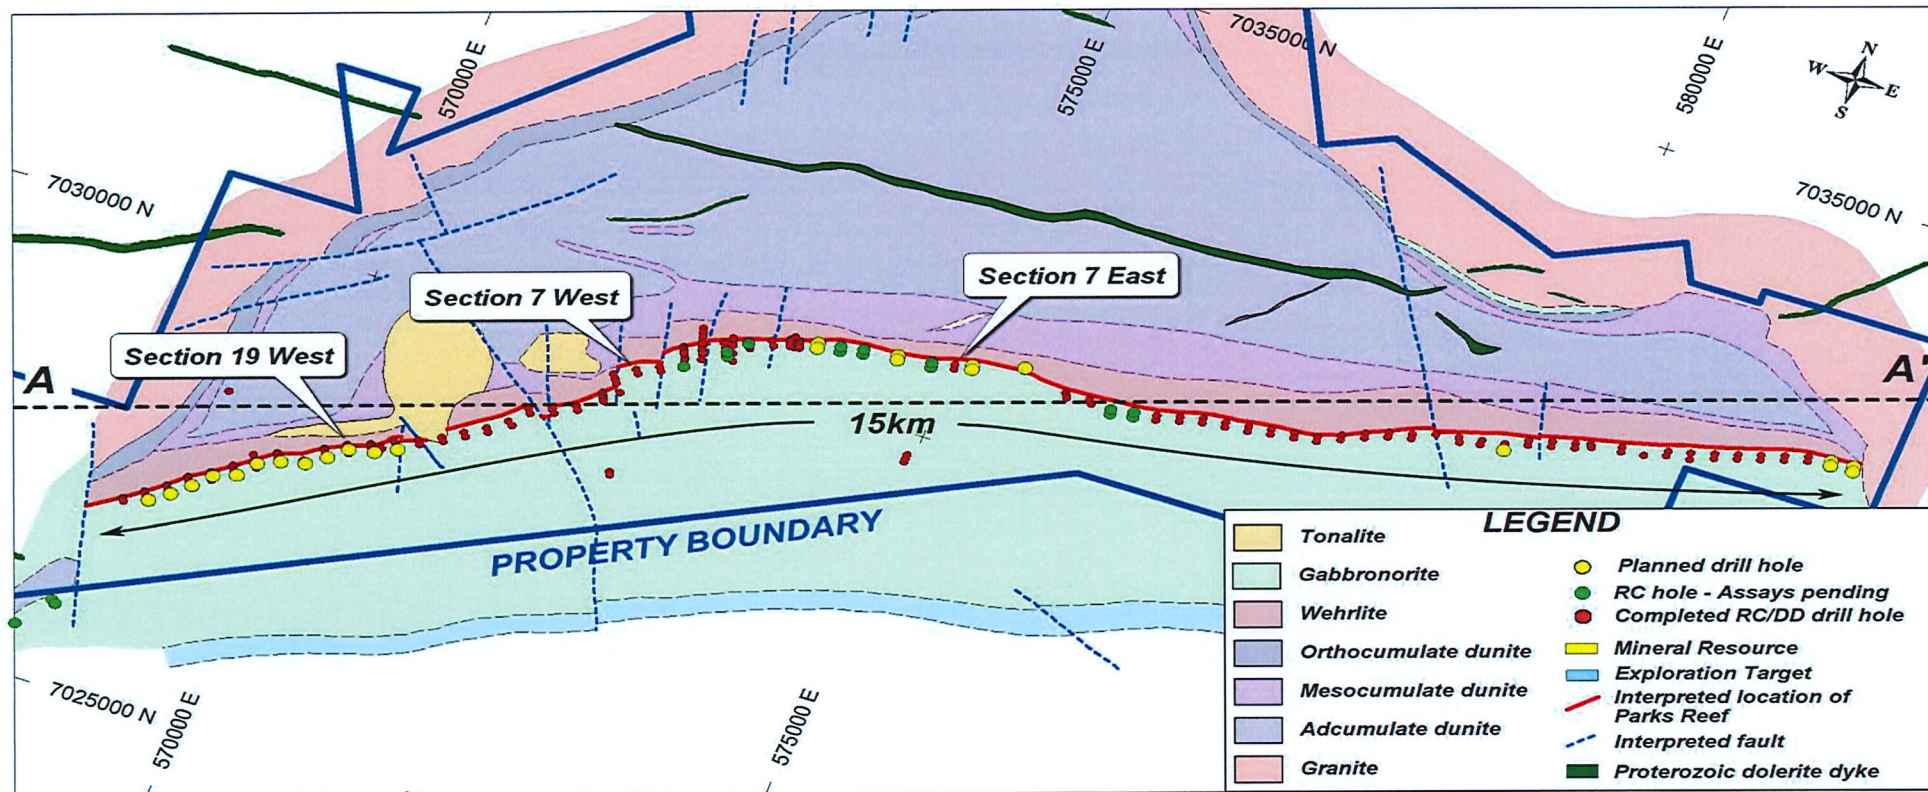 570000 E
575000 E
7035000 N
580000 E
N
W
E
S
7030000 N
7035000 N
Section 7 East
Section 7 West
Section 19 West
A
A'
15km
PROPERTY BOUNDARY
7025000 N
570000 E
575000 E
LEGEND
Tonalite
Gabbronorite
Wehrlite
Orthocumulate dunite
Mesocumulate dunite
Adcumulate dunite
Granite
Planned drill hole
RC hole - Assays pending
Completed RC/DD drill hole
Mineral Resource
Exploration Target
Interpreted location of
Parks Reef
Interpreted fault
Proterozoic dolerite dyke